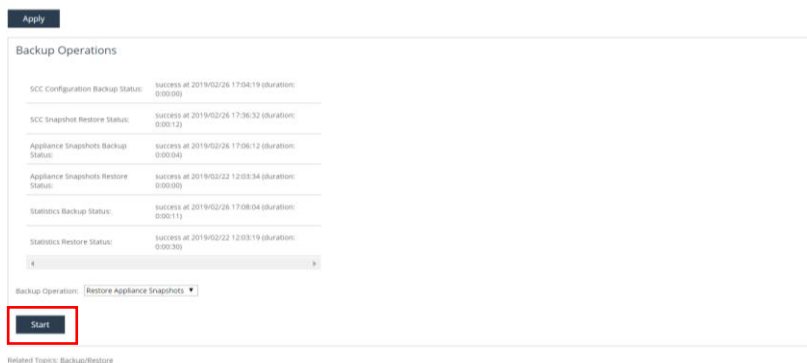 Apply
Backup Operations
SCC Configuration Backup Status: success at 2019/02/26 17:04:19 (duration:
0:00:00)
SCC Snapshot Restore Status: success at 2019/02/26 17:36:32 (duration:
0:00:12)
Appliance Snapshots Backup success at 2019/02/26 17:06:12 (duration:
Status: 0:00:04)
Appliance Snapshots Restore success at 2019/02/22 12:03:34 (duration:
Status: 0:00:00)
Statistics Backup Status: success at 2019/02/26 17:08:04 (duration:
0:00:11)
Statistics Restore Status: success at 2019/02/22 12:03:19 (duration:
0:00:30)
Backup Operation: Restore Appliance Snapshots
Start
Related Topics: Backup/Restore